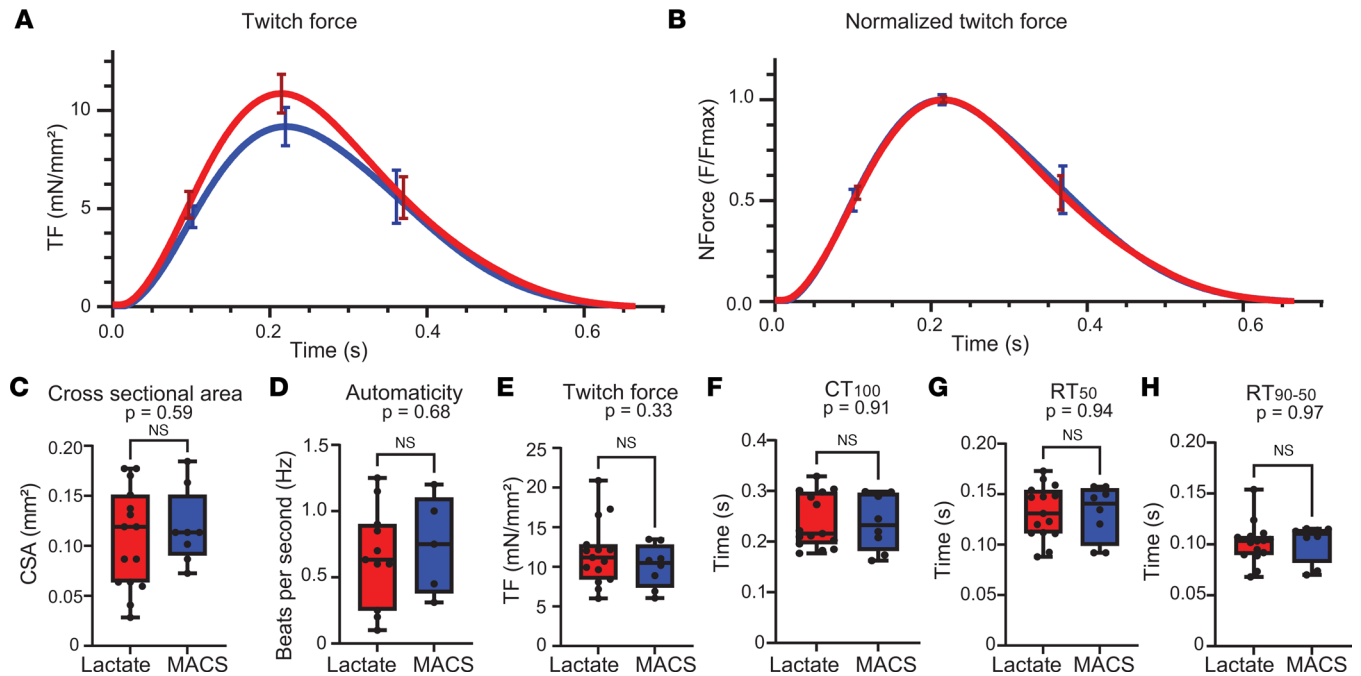 A
Twitch force
TF (mN/mm²)
10
5
0
0.0
0.2
0.4
0.6
Time (s)
B
Normalized twitch force
NForce (F/Fmax)
1.0
0.5
0.0
0.0
0.2
0.4
0.6
Time (s)
C
Cross sectional area
p = 0.59
NS
CSA (mm²)
0.20
0.15
0.10
0.05
0
Lactate
MACS
D
Automaticity
p = 0.68
NS
Beats per second (Hz)
1.5
1.0
0.5
0
Lactate
MACS
E
Twitch force
p = 0.33
NS
TF (mN/mm²)
25
20
15
10
5
0
Lactate
MACS
F
CT100
p = 0.91
NS
Time (s)
0.4
0.3
0.2
0.1
0
Lactate
MACS
G
RT50
p = 0.94
NS
Time (s)
0.20
0.15
0.10
0.05
0.00
Lactate
MACS
H
RT90-50
p = 0.97
NS
Time (s)
0.20
0.15
0.10
0.05
0.00
Lactate
MACS